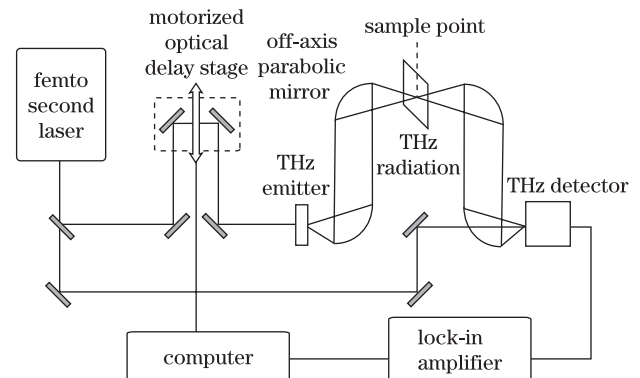 motorized
optical
delay stage
femto
second
laser
off-axis
parabolic
mirror
sample point
THz
emitter
THz
radiation
THz detector
computer
lock-in
amplifier